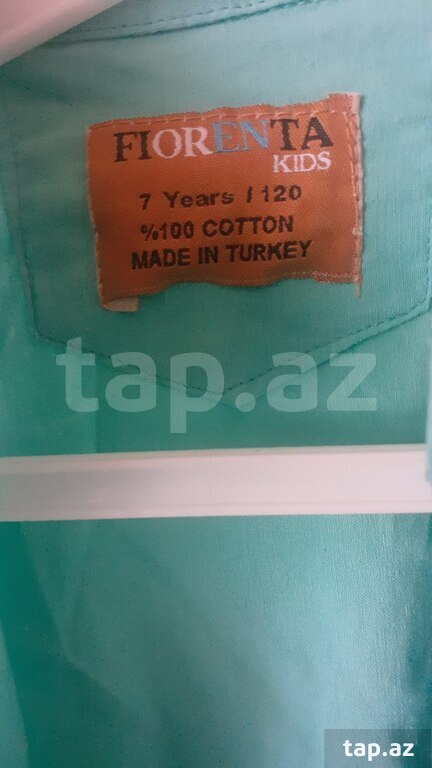 FIORENTA
KIDS
7 Years / 120
%100 COTTON
MADE IN TURKEY
tap.az
tap.az